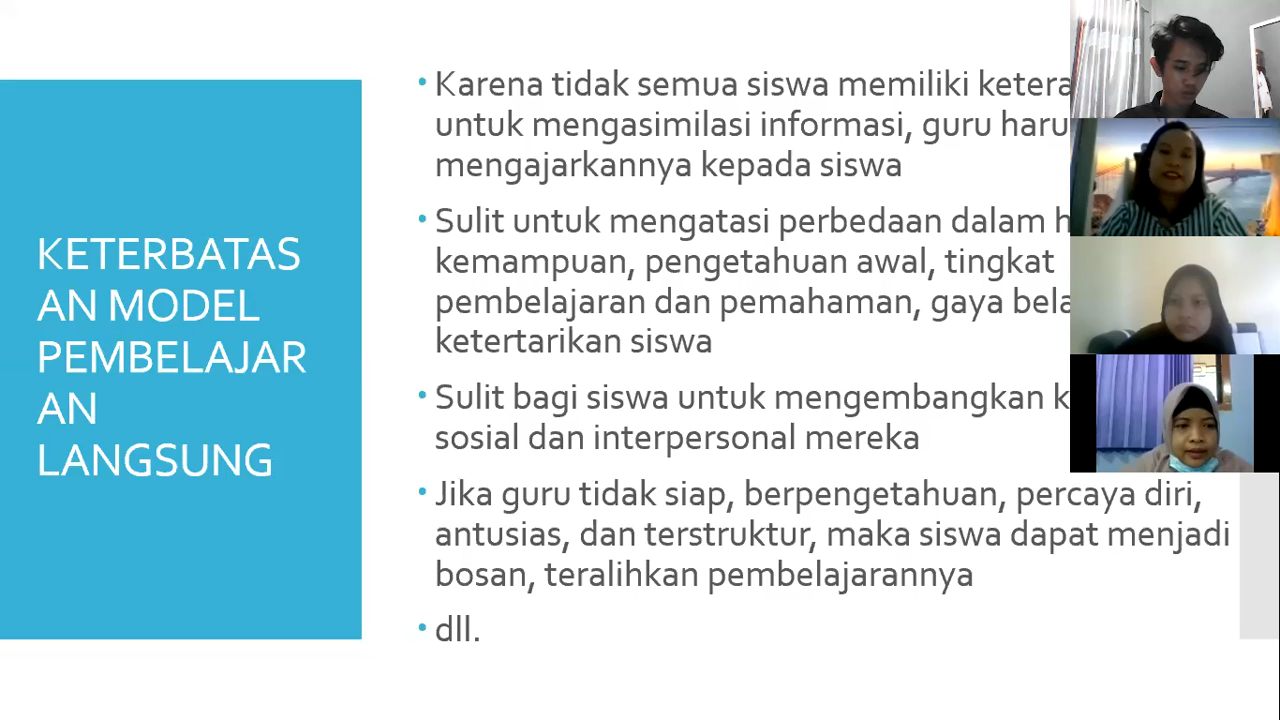 KETERBATAS
AN MODEL
PEMBELAJAR
AN
LANGSUNG
• Karena tidak semua siswa memiliki
untuk mengasimilasi informasi, guru
mengajarkannya kepada siswa
• Sulit untuk mengatasi perbedaan dalam
kemampuan, pengetahuan awal, tingkat
pembelajaran dan pemahaman, gaya
ketertarikan siswa
• Sulit bagi siswa untuk mengembangkan
sosial dan interpersonal mereka
• Jika guru tidak siap, berpengetahuan, percaya diri,
antusias, dan terstruktur, maka siswa dapat menjadi
bosan, teralihkan pembelajarannya
• dll.